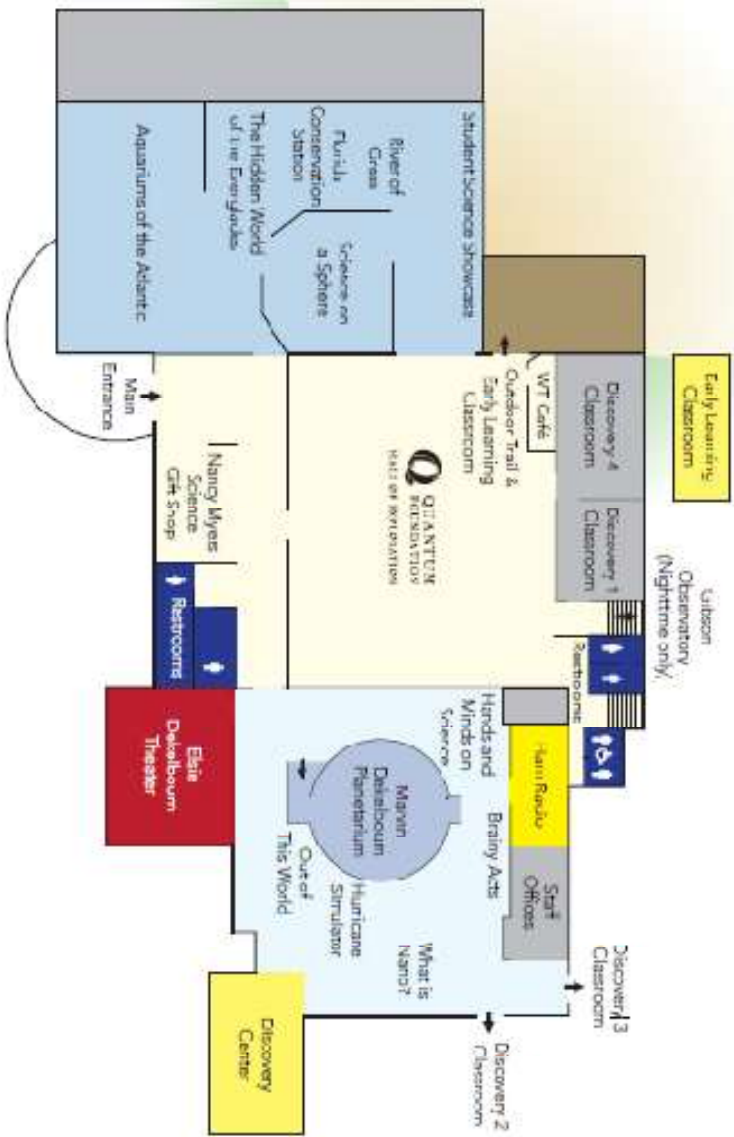 Student Science Showcase
River of
Grass
Florida
Conservation
Station
The Hidden World
of the Everglades
Aquariums of the Atlantic
Science on
a Sphere
Early Learning
Classroom
Discovery 4
Classroom
Discovery 1
Classroom
WT Café
Outdoor Trail &
Early Learning
Classroom
Main
Entrance
QUANTUM
FOUNDATION
HALL OF EXPLORATION
Nancy Myers
Science
Gift Shop
Gibson
Observatory
(Nighttime only)
Restrooms
Restrooms
Hands and
Minds on
Science
Ham Radio
Brainy Acts
Staff
Offices
Marvin
Dekelboum
Planetarium
Elsie
Dekelboum
Theater
Out of
This World
Hurricane
Simulator
What is
Nano?
Discovery 3
Classroom
Discovery 2
Classroom
Discovery
Center